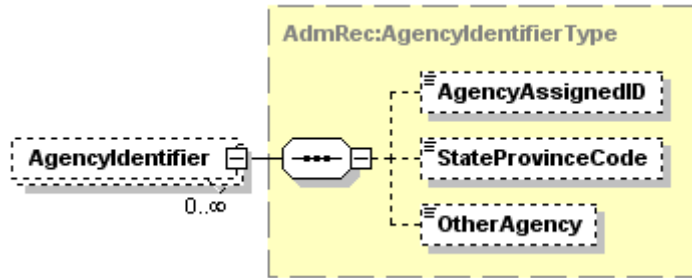 AdmRec:AgencyIdentifierType
AgencyAssignedID
AgencyIdentifier
StateProvinceCode
0..∞
OtherAgency